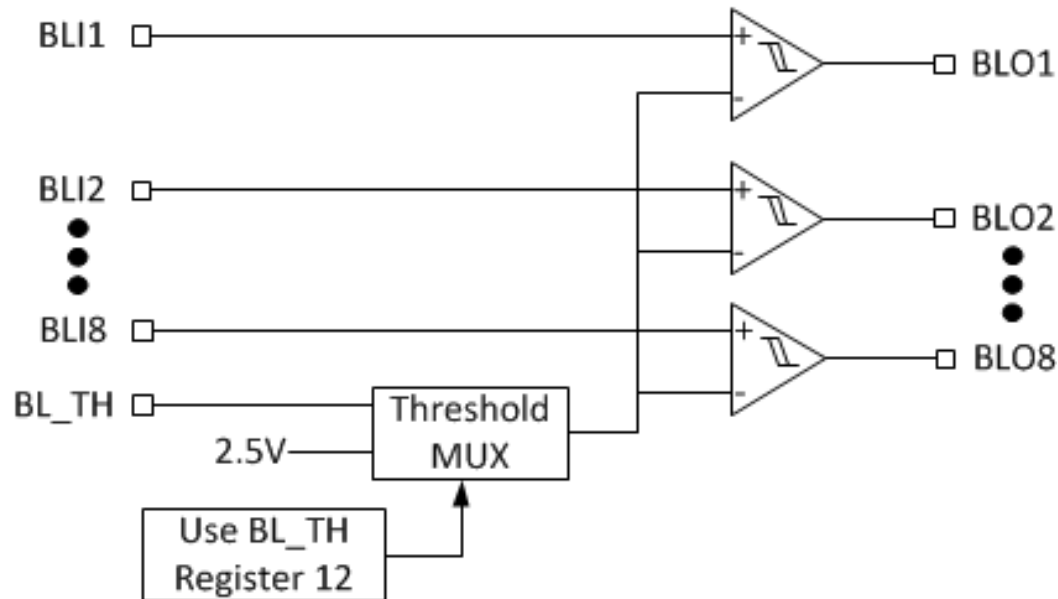 BLI1
+
-
BLO1
BLI2
+
-
BLO2
BLI8
+
-
BLO8
BL_TH
Threshold
MUX
2.5V
Use BL_TH
Register 12